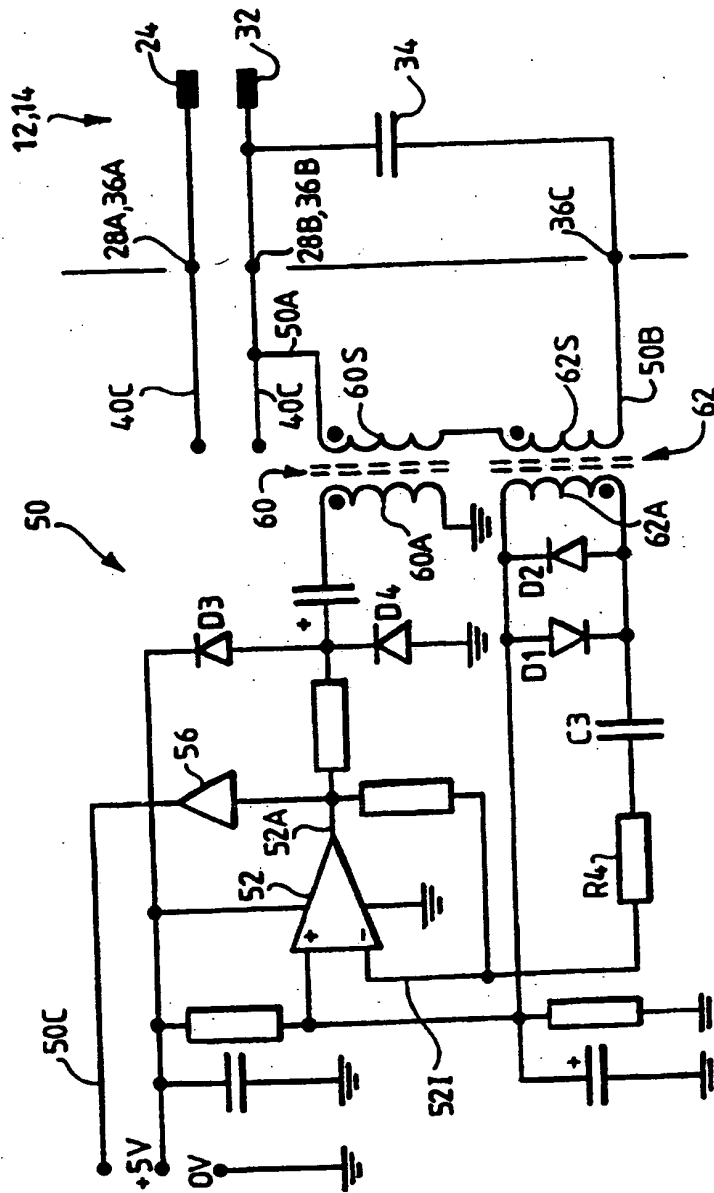 12,14
24
32
34
28A,36A
28B,36B
36C
40C
40C
50A
60S
62S
50B
60
62
50
60A
62A
D3
D4
D2
D1
C3
56
52A
52
+
-
+
R4
52I
50C
+5V
0V
+